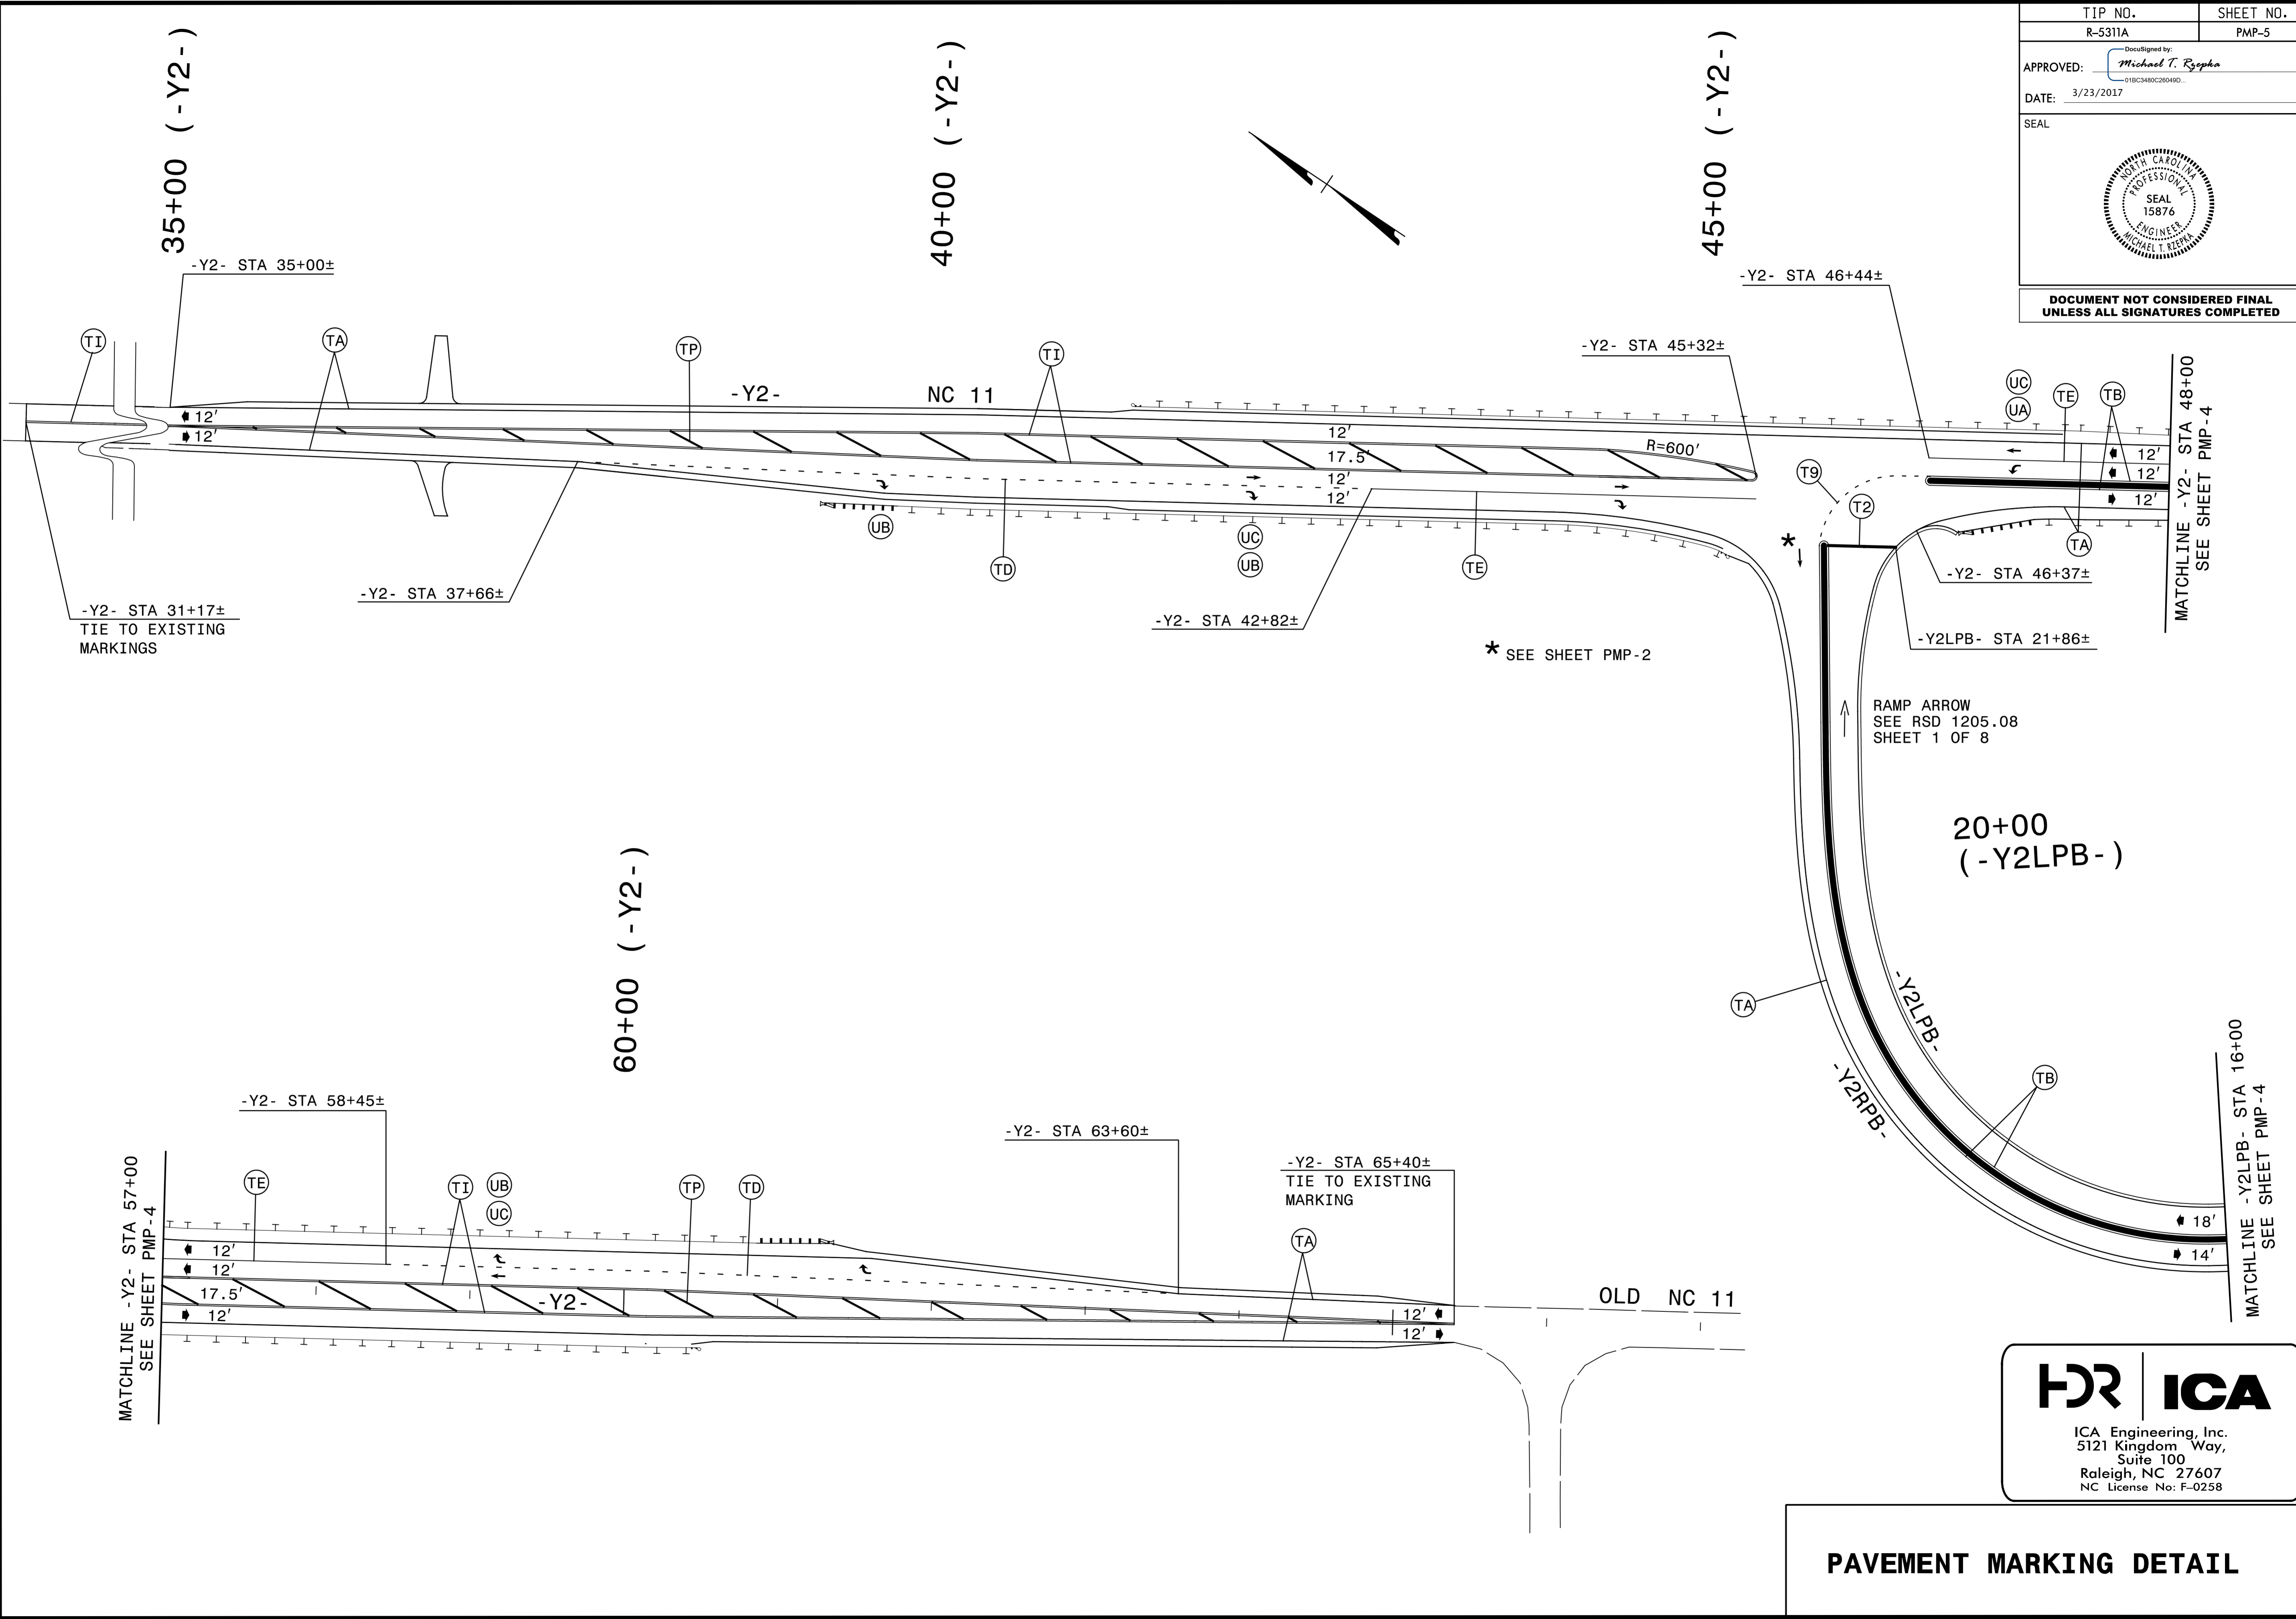 TIP NO.
SHEET NO.
R-5311A
PMP-5
DocuSigned by:
APPROVED:
Michael T. Rzepka
01BC3480C26049D...
DATE: 3/23/2017
SEAL
NORTH CAROLINA
PROFESSIONAL
SEAL
15876
ENGINEER
MICHAEL T. RZEPKA
DOCUMENT NOT CONSIDERED FINAL
UNLESS ALL SIGNATURES COMPLETED
35+00 (-Y2-)
40+00 (-Y2-)
45+00 (-Y2-)
-Y2- STA 35+00±
-Y2- STA 46+44±
-Y2- STA 45+32±
TI
TA
TP
TI
UC
UA
TE
TB
-Y2-
NC 11
12'
12'
12'
17.5'
R=600'
12'
12'
12'
12'
12'
MATCHLINE -Y2- STA 48+00
SEE SHEET PMP-4
T9
T2
UB
TD
UC
UB
TE
TA
*
-Y2- STA 46+37±
-Y2- STA 37+66±
-Y2- STA 31+17±
TIE TO EXISTING
MARKINGS
-Y2- STA 42+82±
-Y2LPB- STA 21+86±
* SEE SHEET PMP-2
RAMP ARROW
SEE RSD 1205.08
SHEET 1 OF 8
20+00
(-Y2LPB-)
TA
-Y2LPB-
-Y2RPB-
TB
18'
14'
MATCHLINE -Y2LPB- STA 16+00
SEE SHEET PMP-4
60+00 (-Y2-)
-Y2- STA 58+45±
-Y2- STA 63+60±
-Y2- STA 65+40±
TIE TO EXISTING
MARKING
MATCHLINE -Y2- STA 57+00
SEE SHEET PMP-4
TE
TI
UB
UC
TP
TD
TA
12'
12'
17.5'
12'
-Y2-
12'
12'
OLD NC 11
HDR ICA
ICA Engineering, Inc.
5121 Kingdom Way,
Suite 100
Raleigh, NC 27607
NC License No: F-0258
PAVEMENT MARKING DETAIL